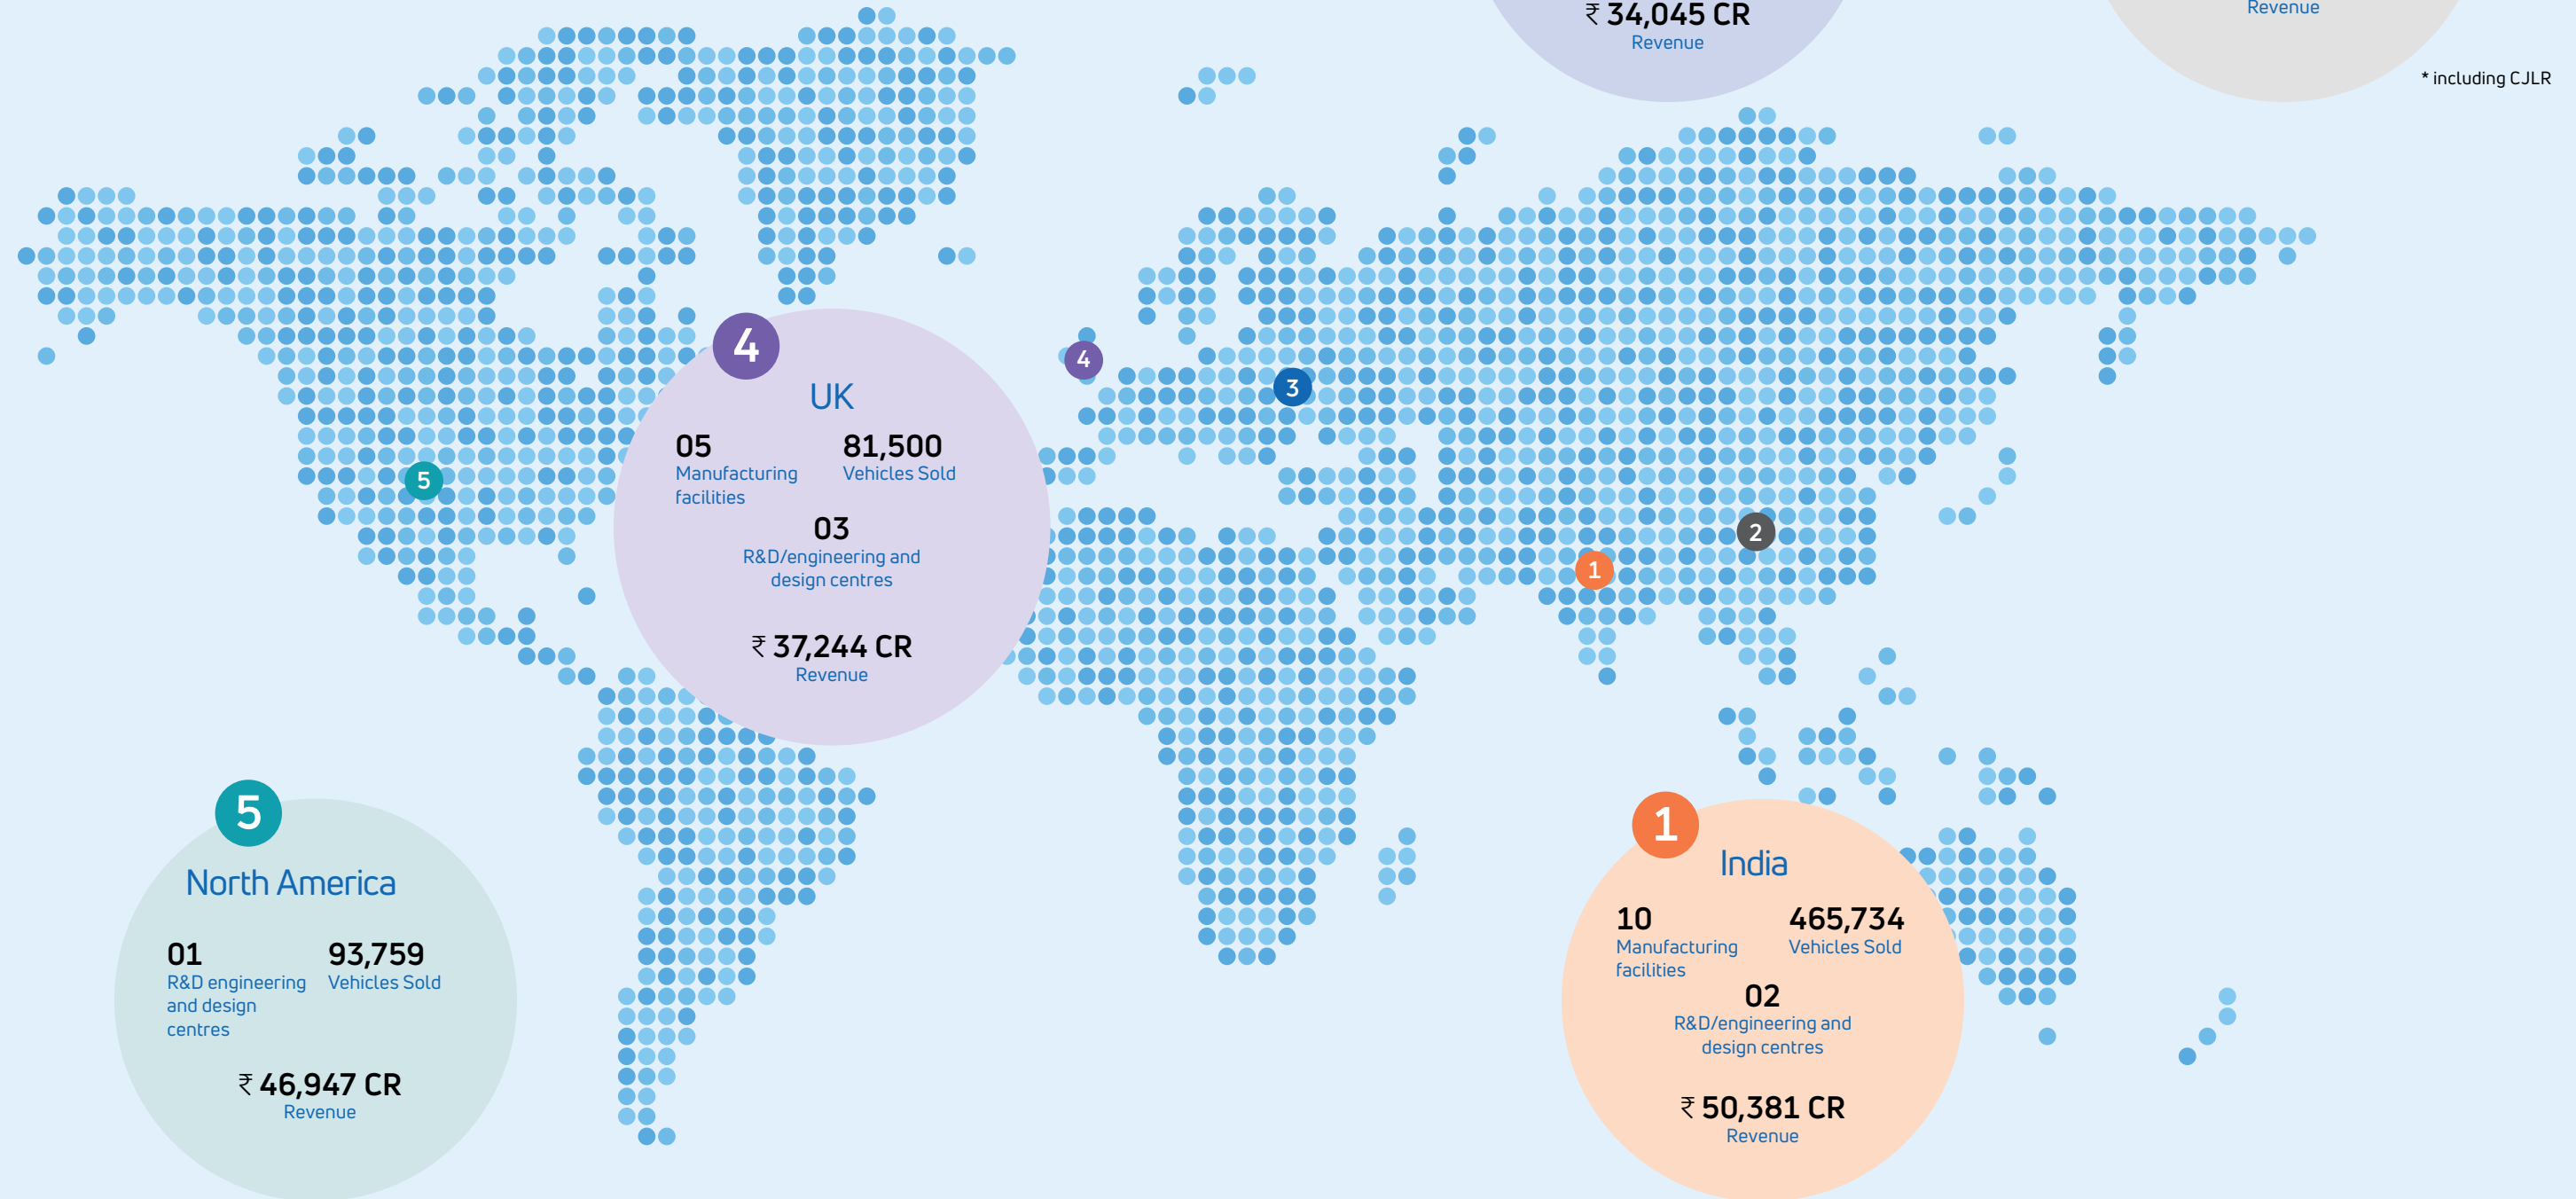 ₹ 34,045 CR
Revenue
Revenue
* including CJLR
4
UK
05
Manufacturing
facilities
81,500
Vehicles Sold
03
R&D/engineering and
design centres
₹ 37,244 CR
Revenue
4
3
5
2
1
5
North America
01
R&D engineering
and design
centres
93,759
Vehicles Sold
₹ 46,947 CR
Revenue
1
India
10
Manufacturing
facilities
465,734
Vehicles Sold
02
R&D/engineering and
design centres
₹ 50,381 CR
Revenue